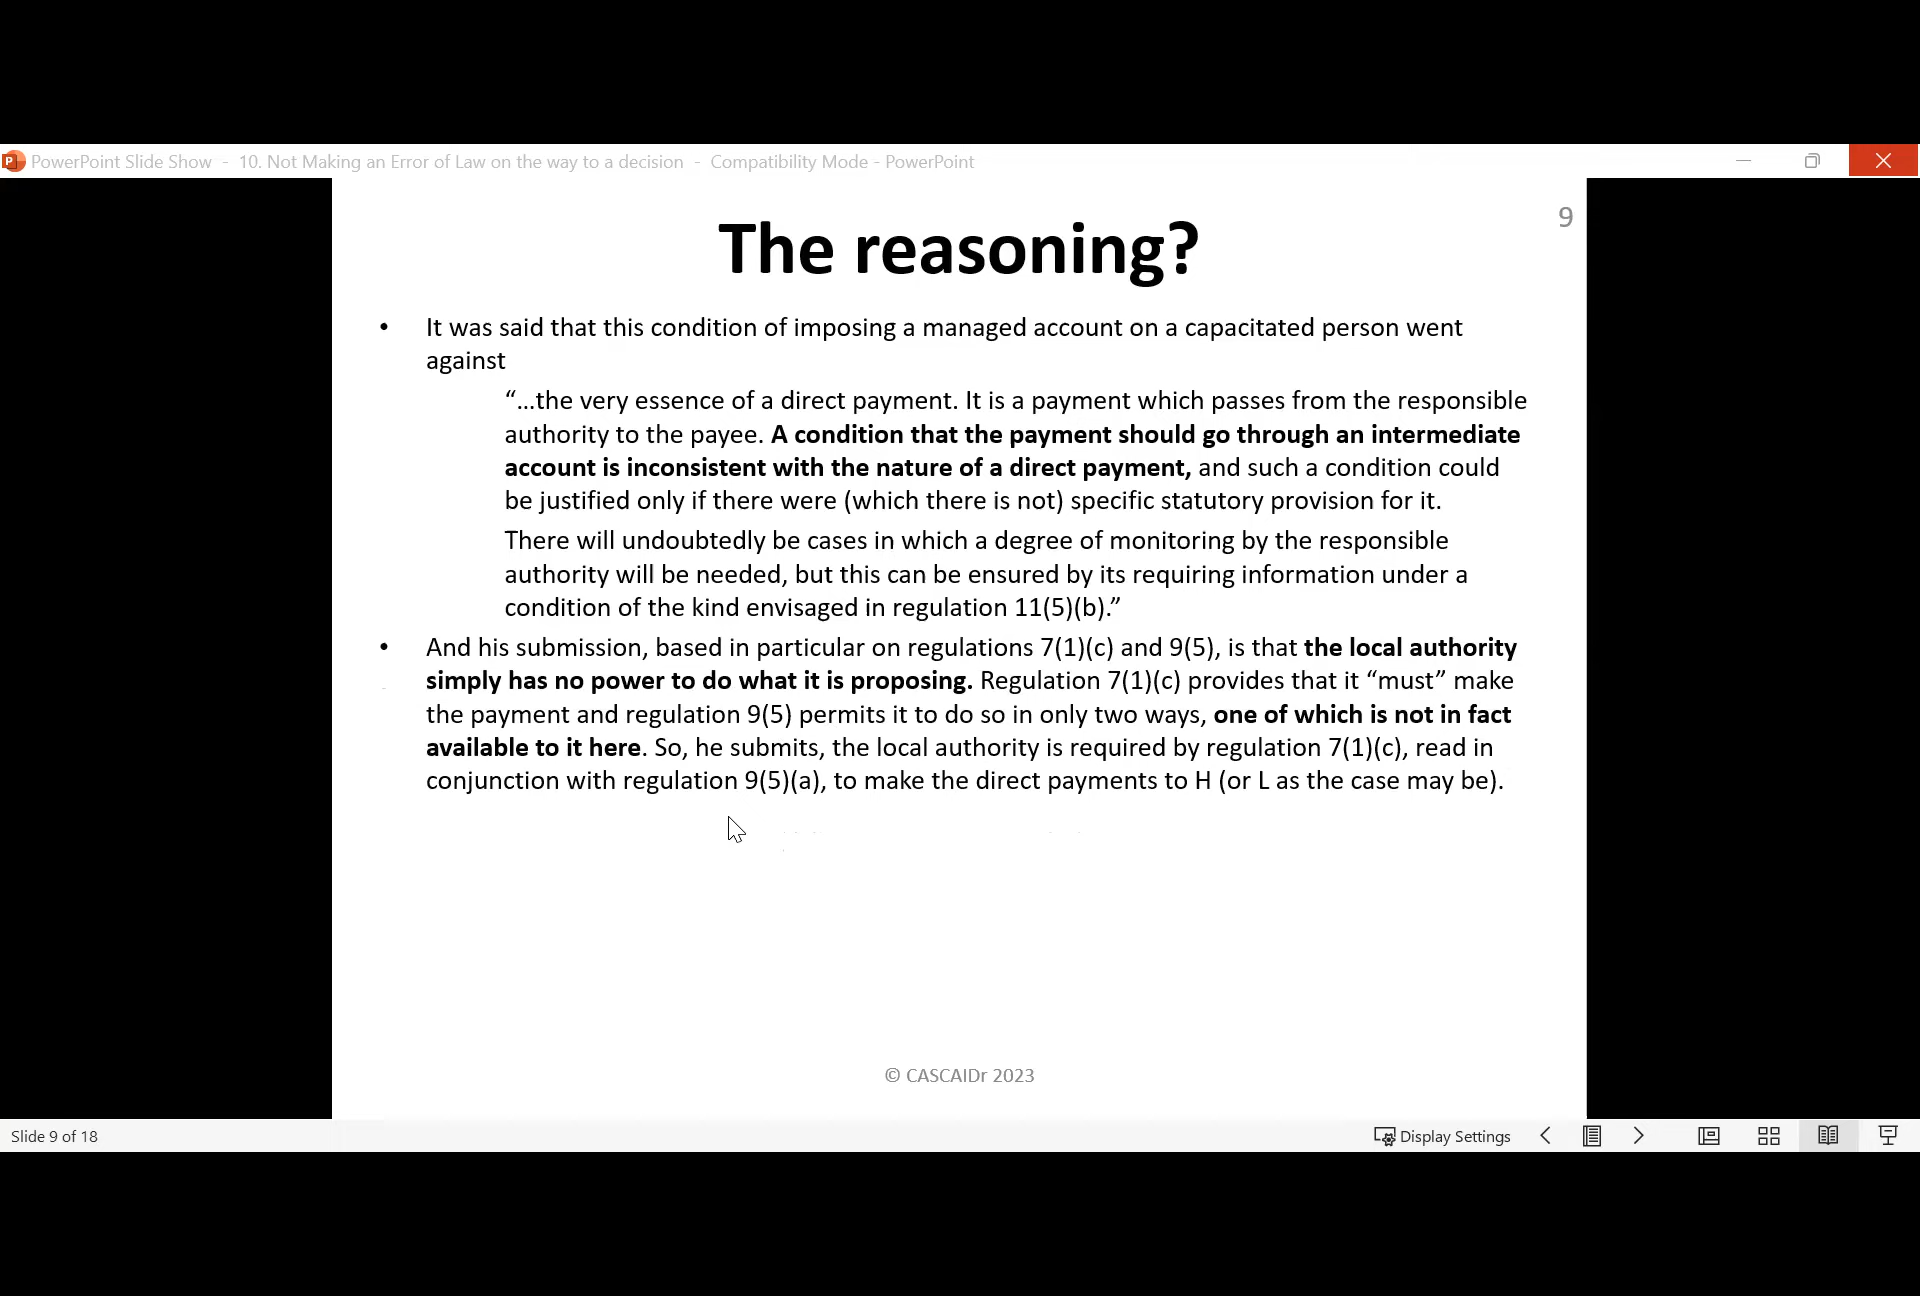 PowerPoint Slide Show - 10. Not Making an Error of Law on the way to a decision - Compatibility Mode - PowerPoint
9
The reasoning?
• It was said that this condition of imposing a managed account on a capacitated person went
against
“…the very essence of a direct payment. It is a payment which passes from the responsible
authority to the payee. A condition that the payment should go through an intermediate
account is inconsistent with the nature of a direct payment, and such a condition could
be justified only if there were (which there is not) specific statutory provision for it.
There will undoubtedly be cases in which a degree of monitoring by the responsible
authority will be needed, but this can be ensured by its requiring information under a
condition of the kind envisaged in regulation 11(5)(b).”
• And his submission, based in particular on regulations 7(1)(c) and 9(5), is that the local authority
simply has no power to do what it is proposing. Regulation 7(1)(c) provides that it “must” make
the payment and regulation 9(5) permits it to do so in only two ways, one of which is not in fact
available to it here. So, he submits, the local authority is required by regulation 7(1)(c), read in
conjunction with regulation 9(5)(a), to make the direct payments to H (or L as the case may be).
© CASCAIDr 2023
Slide 9 of 18
Display Settings